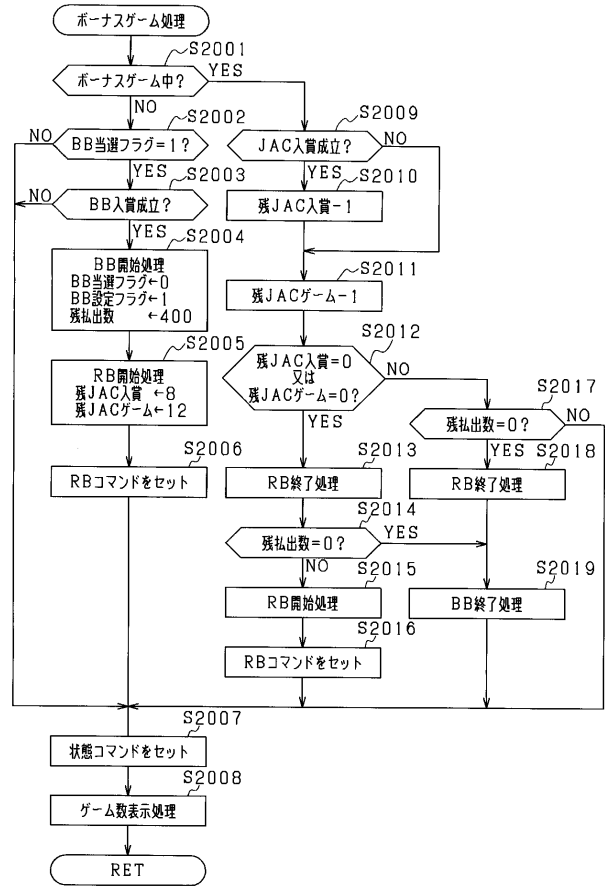 ボーナスゲーム処理
S2001
ボーナスゲーム中?
YES
NO
S2002
BB当選フラグ=1?
NO
YES
S2003
BB入賞成立?
NO
YES
S2004
BB開始処理
BB当選フラグ←0
BB設定フラグ←1
残払出数 ←400
S2005
RB開始処理
残JAC入賞 ←8
残JACゲーム←12
S2006
RBコマンドをセット
S2009
JAC入賞成立?
NO
YES
S2010
残JAC入賞-1
S2011
残JACゲーム-1
S2012
残JAC入賞=0
又は
残JACゲーム=0?
NO
YES
S2013
RB終了処理
S2014
残払出数=0?
YES
NO
S2015
RB開始処理
S2016
RBコマンドをセット
S2017
残払出数=0?
NO
YES
S2018
RB終了処理
S2019
BB終了処理
S2007
状態コマンドをセット
S2008
ゲーム数表示処理
RET